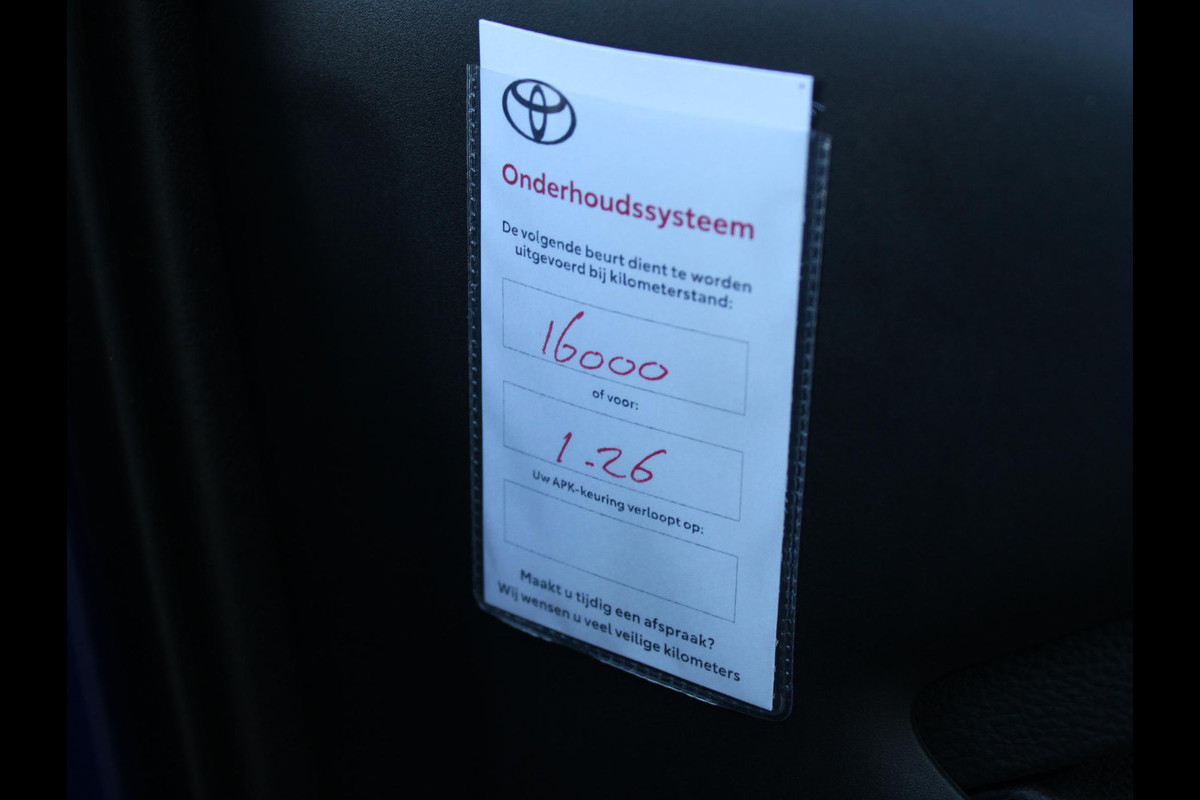 Onderhoudssysteem
De volgende beurt dient te worden
uitgevoerd bij kilometerstand:
16000
of voor:
1-26
Uw APK-keuring verloopt op:
Maakt u tijdig een afspraak?
Wij wensen u veel veilige kilometers